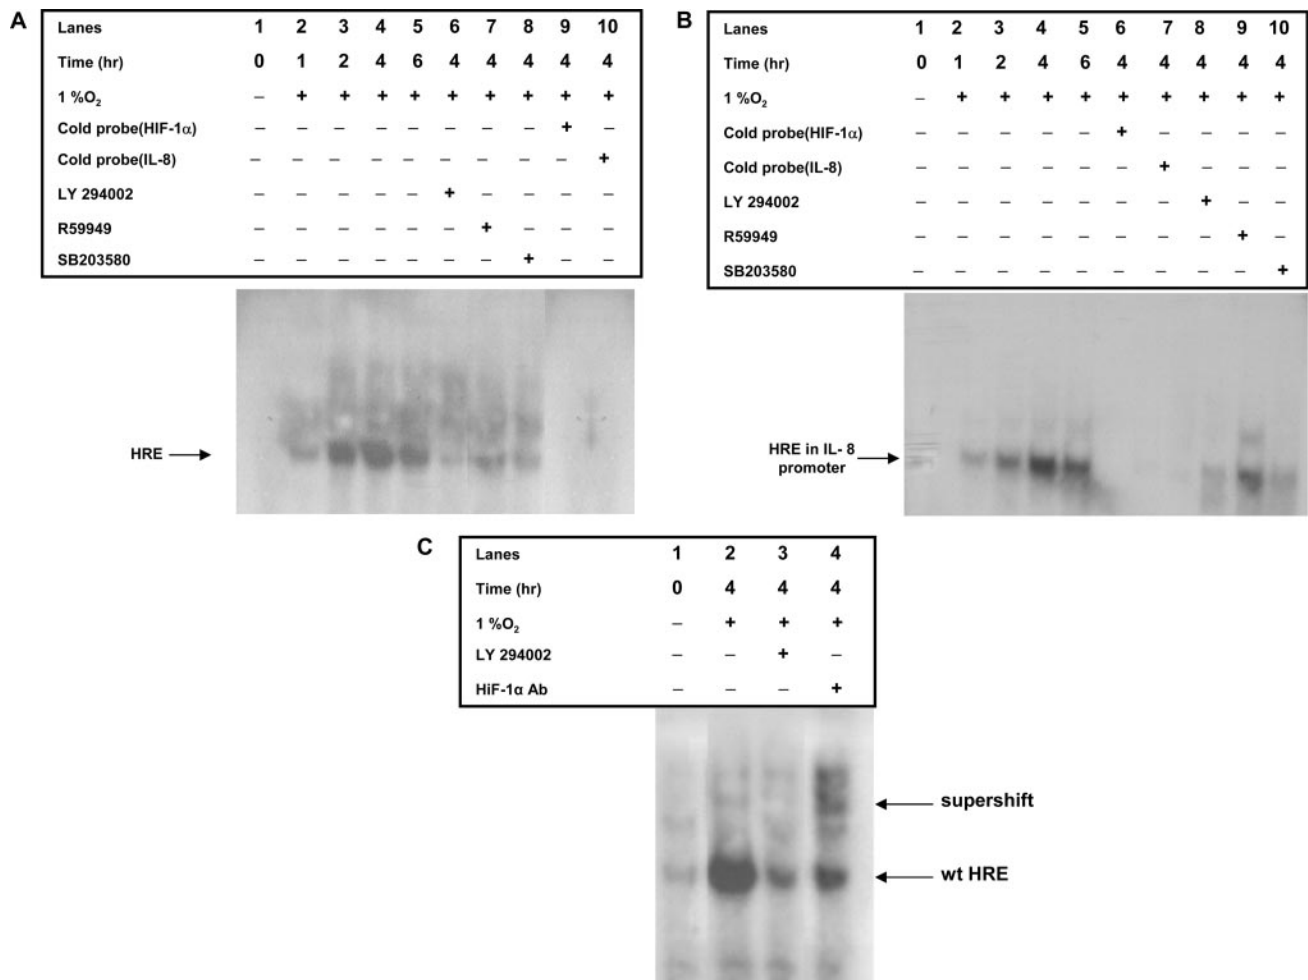 A
Lanes 1 2 3 4 5 6 7 8 9 10
Time (hr) 0 1 2 4 6 4 4 4 4 4
1 %O₂ – + + + + + + + + +
Cold probe(HIF-1α) – – – – – – – – + –
Cold probe(IL-8) – – – – – – – – – +
LY 294002 – – – – – + – – – –
R59949 – – – – – – + – – –
SB203580 – – – – – – – + – –
HRE
B
Lanes 1 2 3 4 5 6 7 8 9 10
Time (hr) 0 1 2 4 6 4 4 4 4 4
1 %O₂ – + + + + + + + + +
Cold probe(HIF-1α) – – – – – + – – – –
Cold probe(IL-8) – – – – – – + – – –
LY 294002 – – – – – – – + – –
R59949 – – – – – – – – + –
SB203580 – – – – – – – – – +
HRE in IL- 8
promoter
C
Lanes 1 2 3 4
Time (hr) 0 4 4 4
1 %O₂ – + + +
LY 294002 – – + –
HiF-1α Ab – – – +
supershift
wt HRE